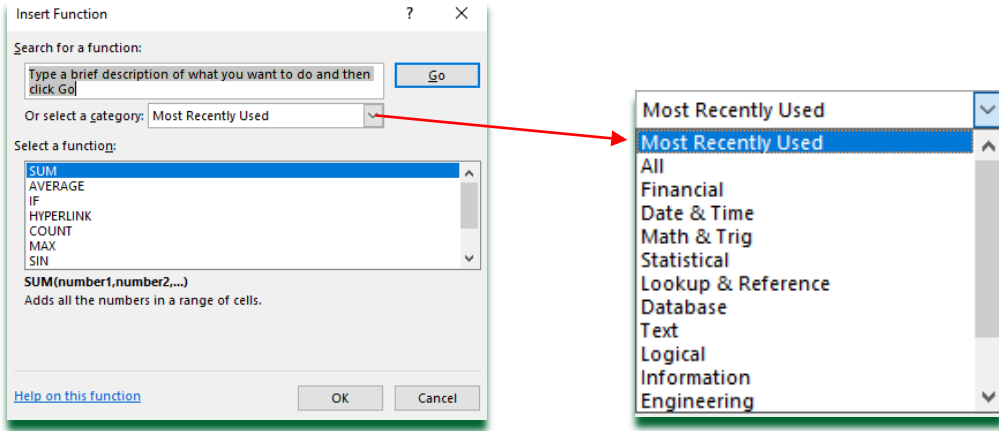 Insert Function ? ×
Search for a function:
Type a brief description of what you want to do and then
click Go
Go
Or select a category: Most Recently Used
Select a function:
SUM
AVERAGE
IF
HYPERLINK
COUNT
MAX
SIN
SUM(number1,number2,...)
Adds all the numbers in a range of cells.
Help on this function
OK
Cancel
Most Recently Used
Most Recently Used
All
Financial
Date & Time
Math & Trig
Statistical
Lookup & Reference
Database
Text
Logical
Information
Engineering